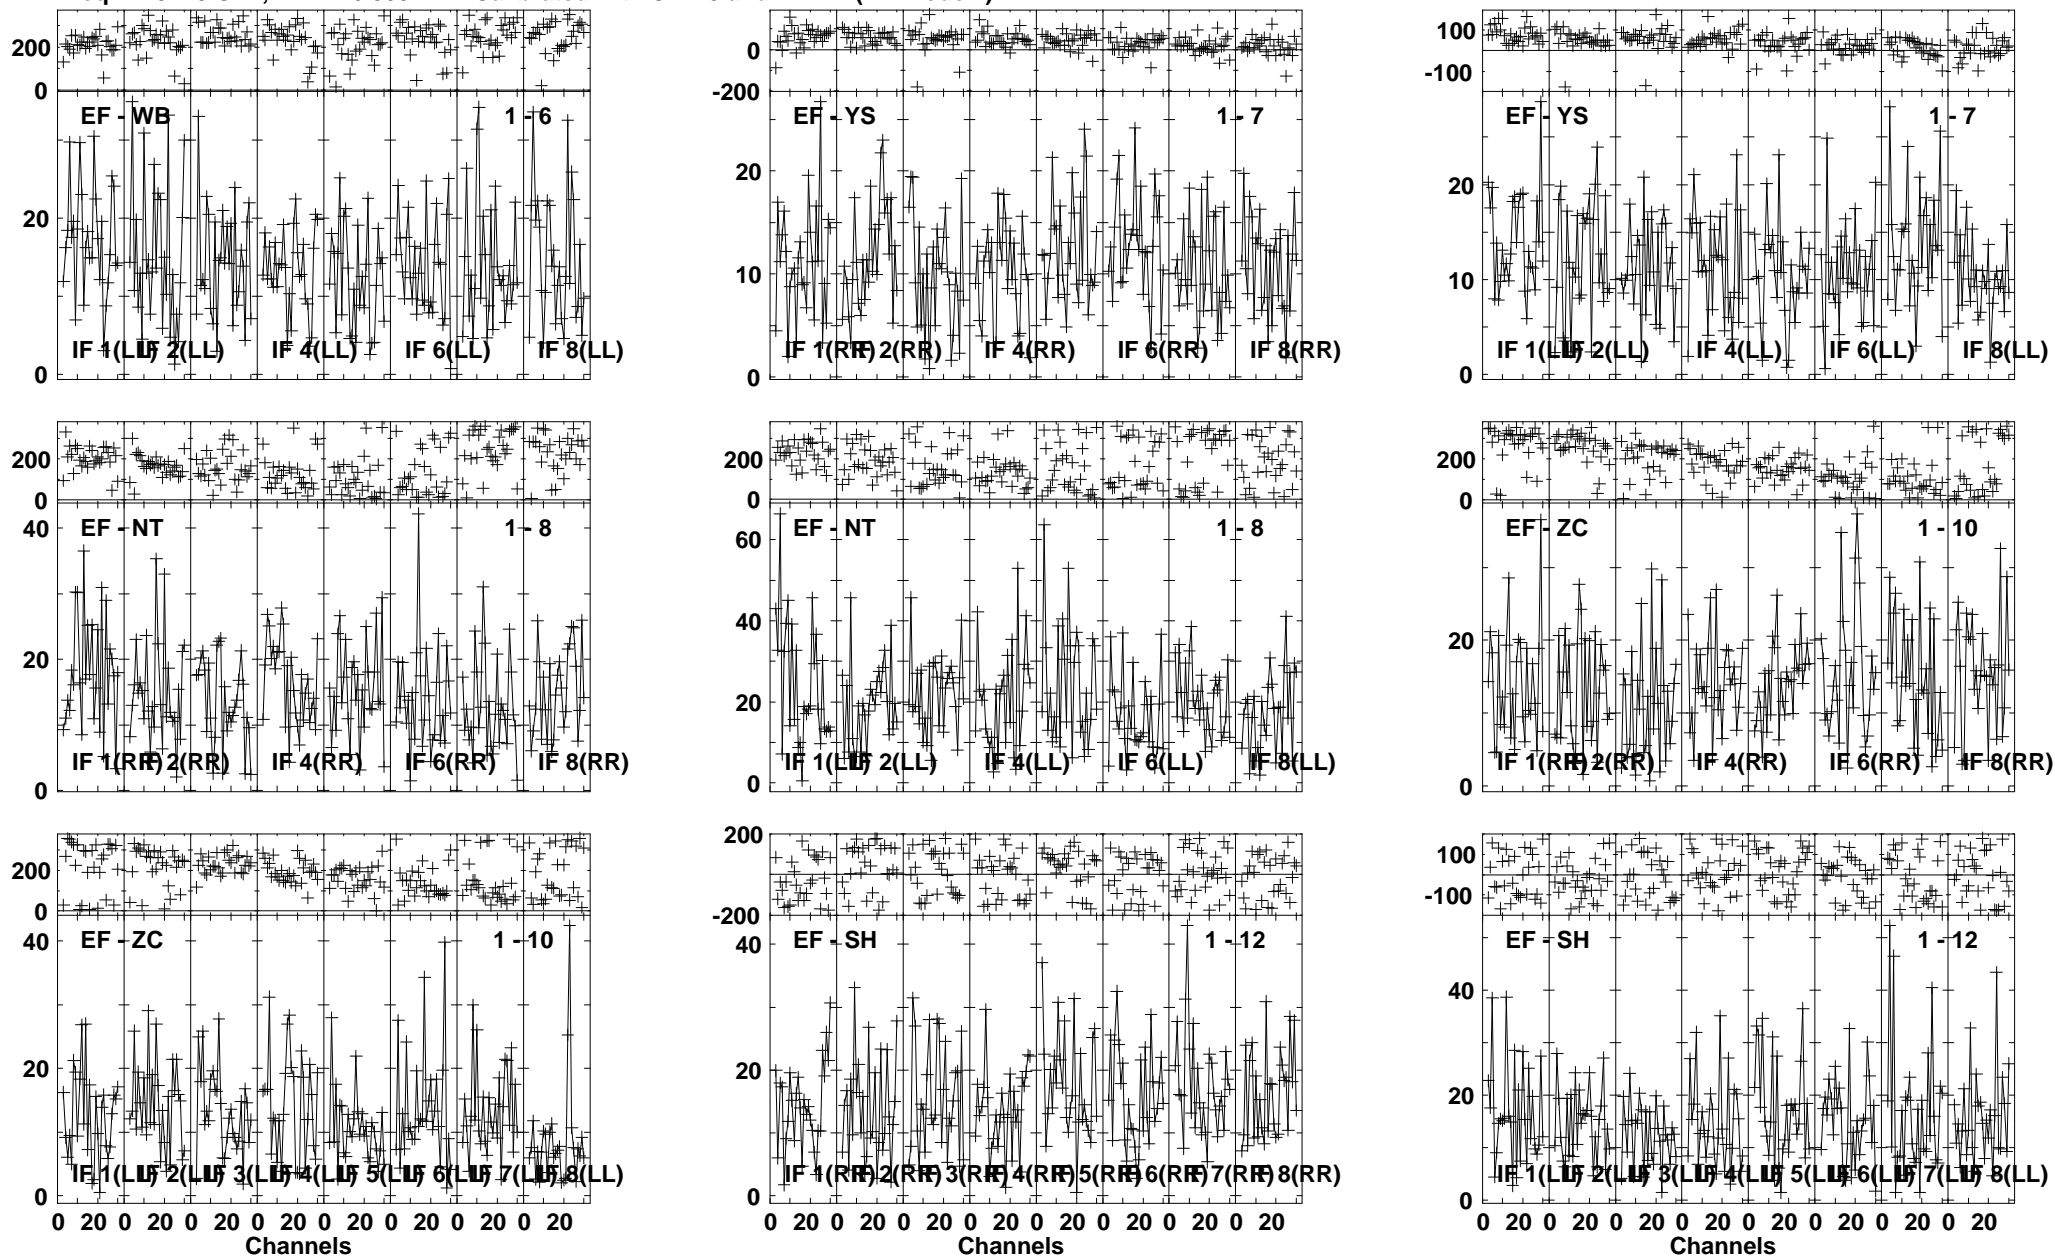 200
0
EF - WB
1 - 6
20
0
IF 2(LL)
IF 4(LL)
IF 6(LL)
IF 8(LL)
0
-200
EF - YS
1 - 7
20
10
0
IF 1(RR)
IF 2(RR)
IF 4(RR)
IF 6(RR)
IF 8(RR)
100
-100
EF - YS
1 - 7
20
10
0
IF 1(LL)
IF 2(LL)
IF 4(LL)
IF 6(LL)
IF 8(LL)
200
0
EF - NT
1 - 8
40
20
0
IF 1(RR)
IF 2(RR)
IF 4(RR)
IF 6(RR)
IF 8(RR)
200
0
EF - NT
1 - 8
60
40
20
0
IF 1(LL)
IF 2(LL)
IF 4(LL)
IF 6(LL)
IF 8(LL)
200
0
EF - ZC
1 - 10
20
0
IF 1(RR)
IF 2(RR)
IF 4(RR)
IF 6(RR)
IF 8(RR)
200
0
EF - ZC
1 - 10
40
20
0
IF 1(LL)
IF 2(LL)
IF 3(LL)
IF 4(LL)
IF 5(LL)
IF 6(LL)
IF 7(LL)
IF 8(LL)
0 20 0 20 0 20 0 20 0 20 0 20 0 20 0 20
Channels
200
-200
EF - SH
1 - 12
40
20
0
IF 1(RR)
IF 2(RR)
IF 3(RR)
IF 4(RR)
IF 5(RR)
IF 6(RR)
IF 7(RR)
IF 8(RR)
0 20 0 20 0 20 0 20 0 20 0 20 0 20 0 20
Channels
100
-100
EF - SH
1 - 12
40
20
0
IF 1(LL)
IF 2(LL)
IF 3(LL)
IF 4(LL)
IF 5(LL)
IF 6(LL)
IF 7(LL)
IF 8(LL)
0 20 0 20 0 20 0 20 0 20 0 20 0 20 0 20
Channels